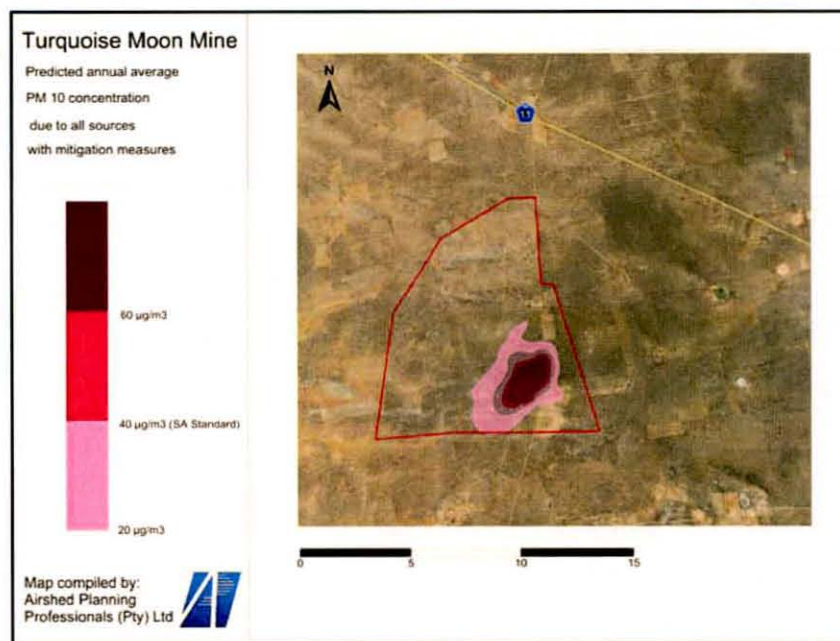 Turquoise Moon Mine
Predicted annual average
PM 10 concentration
due to all sources
with mitigation measures
60 µg/m3
40 µg/m3 (SA Standard)
20 µg/m3
Map compiled by:
Airshed Planning
Professionals (Pty) Ltd
N
11
0 5 10 15